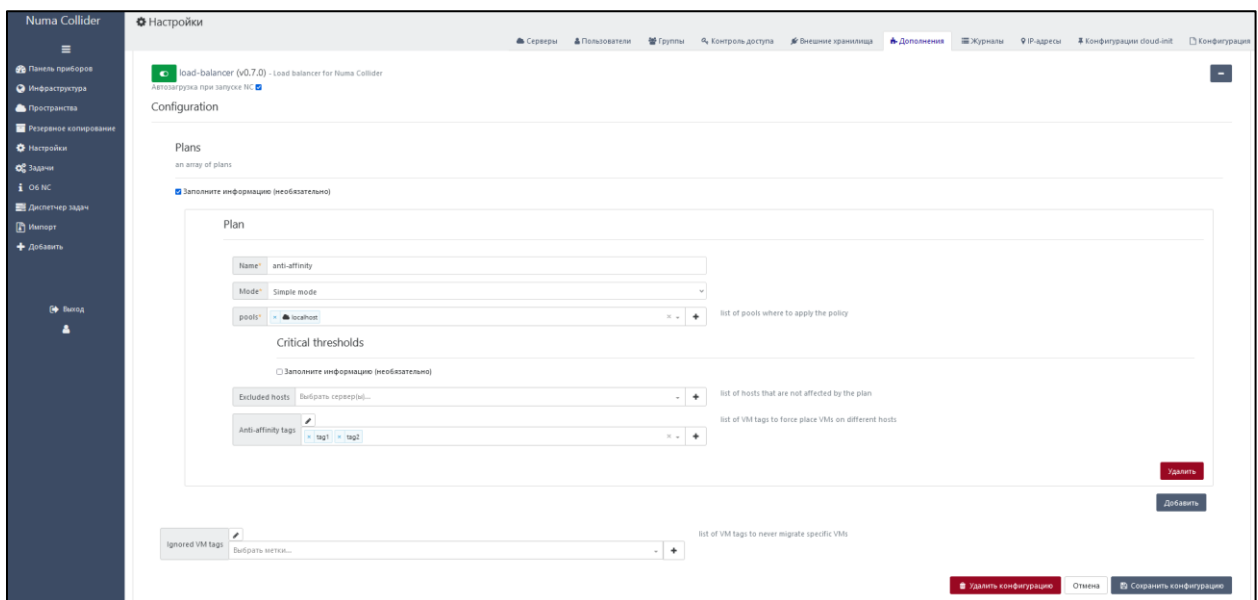 Numa Collider
Настройки
Серверы Пользователи Группы Контроль доступа Внешние хранилища Дополнения Журналы IP-адреса Конфигурации cloud-init Конфигурация
Панель приборов
Инфраструктура
Пространства
Резервное копирование
Настройки
Задачи
Об NC
Диспетчер задач
Импорт
Добавить
Выход
load-balancer (v0.7.0) - Load balancer for Numa Collider
Автозагрузка при запуске NC
Configuration
Plans
an array of plans
Заполните информацию (необязательно)
Plan
Name* anti-affinity
Mode* Simple mode
pools* × localhost list of pools where to apply the policy
Critical thresholds
Заполните информацию (необязательно)
Excluded hosts Выбрать сервер(ы)... list of hosts that are not affected by the plan
Anti-affinity tags × tag1 × tag2 list of VM tags to force place VMs on different hosts
Удалить
Добавить
Ignored VM tags Выбрать метки... list of VM tags to never migrate specific VMs
Удалить конфигурацию Отмена Сохранить конфигурацию